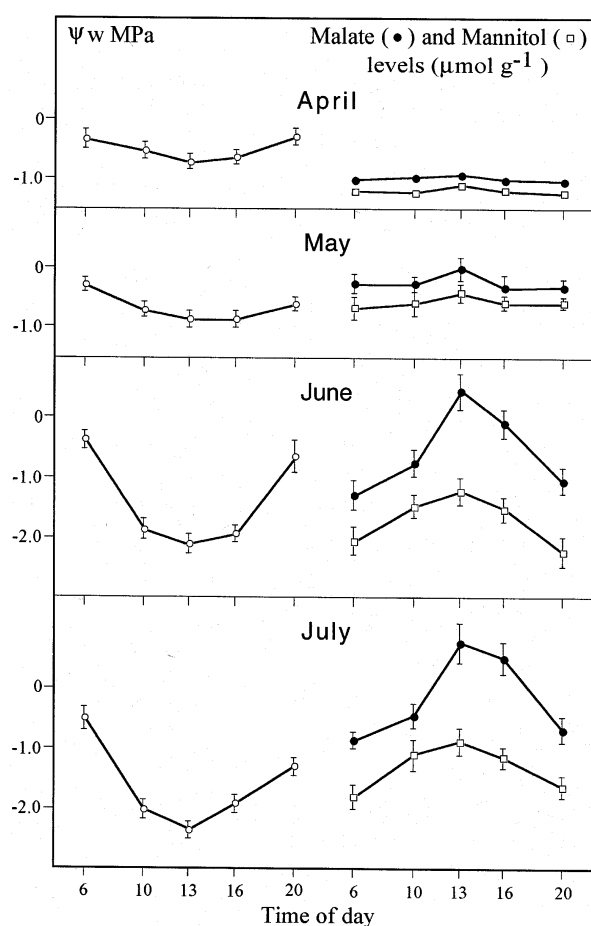 Ψw MPa
Malate ( ● ) and Mannitol ( □ )
levels (μmol g-1 )
April
0
-1.0
May
0
-1.0
June
0
-1.0
-2.0
July
0
-1.0
-2.0
6 10 13 16 20 6 10 13 16 20
Time of day